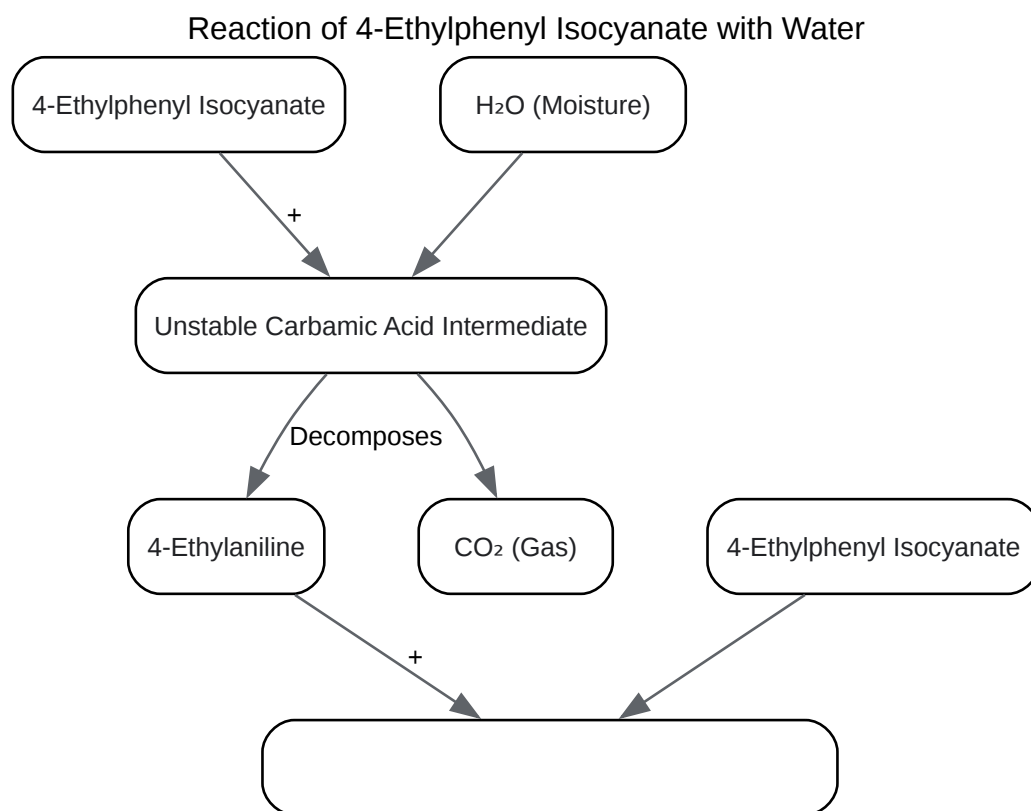 Reaction of 4-Ethylphenyl Isocyanate with Water
4-Ethylphenyl Isocyanate
H₂O (Moisture)
+
Unstable Carbamic Acid Intermediate
Decomposes
4-Ethylaniline
CO₂ (Gas)
4-Ethylphenyl Isocyanate
+